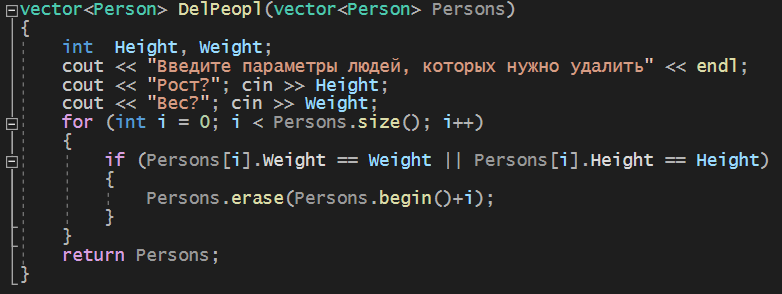 vector<Person> DelPeopl(vector<Person> Persons)
{
    int  Height, Weight;
    cout << "Введите параметры людей, которых нужно удалить" << endl;
    cout << "Рост?"; cin >> Height;
    cout << "Вес?"; cin >> Weight;
    for (int i = 0; i < Persons.size(); i++)
    {
        if (Persons[i].Weight == Weight || Persons[i].Height == Height)
        {
            Persons.erase(Persons.begin()+i);
        }
    }
    return Persons;
}